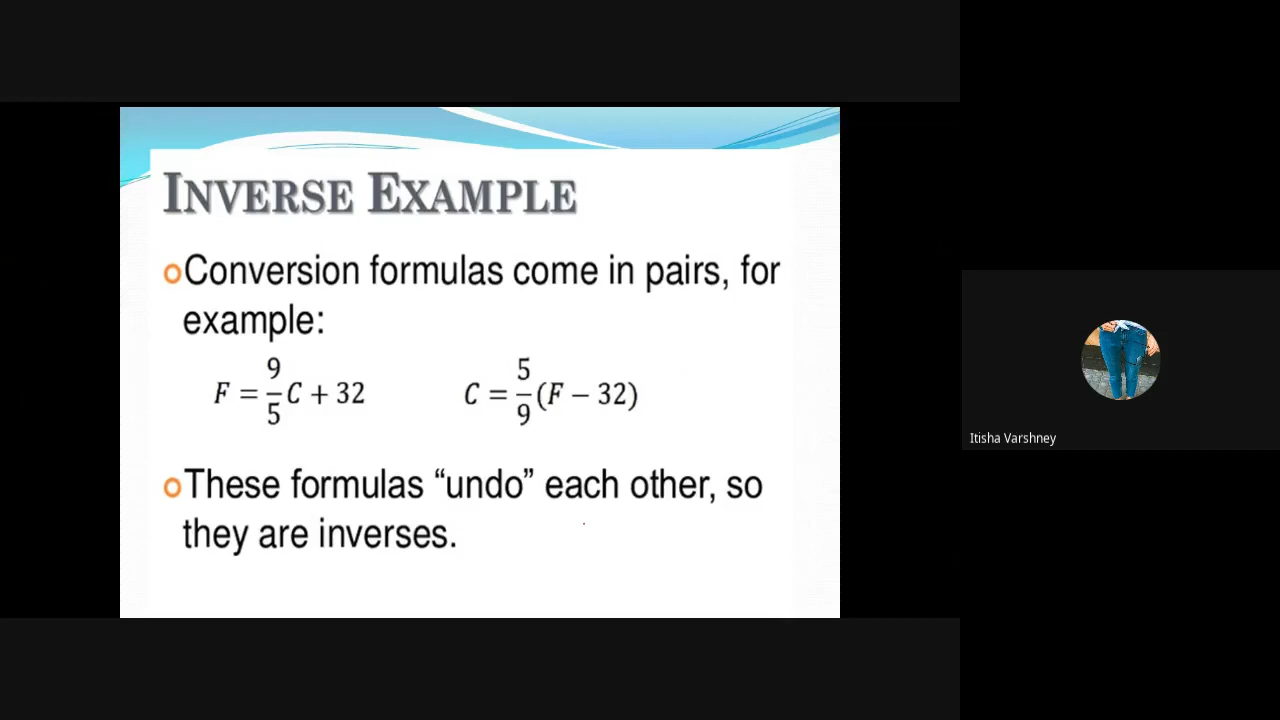 INVERSE EXAMPLE
Conversion formulas come in pairs, for
example:
F = 9/5 C + 32 C = 5/9 (F − 32)
These formulas “undo” each other, so
they are inverses.
Itisha Varshney